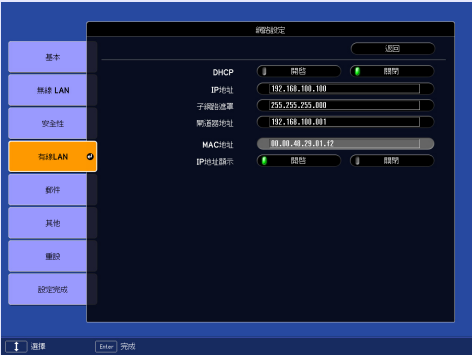 網路設定
返回
基本
無線 LAN
安全性
有線LAN
郵件
其他
重設
設定完成
DHCP 開啟 關閉
IP地址 192.168.100.100
子網路遮罩 255.255.255.000
閘道器地址 192.168.100.001
MAC地址 00.00.48.29.01.f2
IP地址顯示 開啟 關閉
選擇 Enter 完成